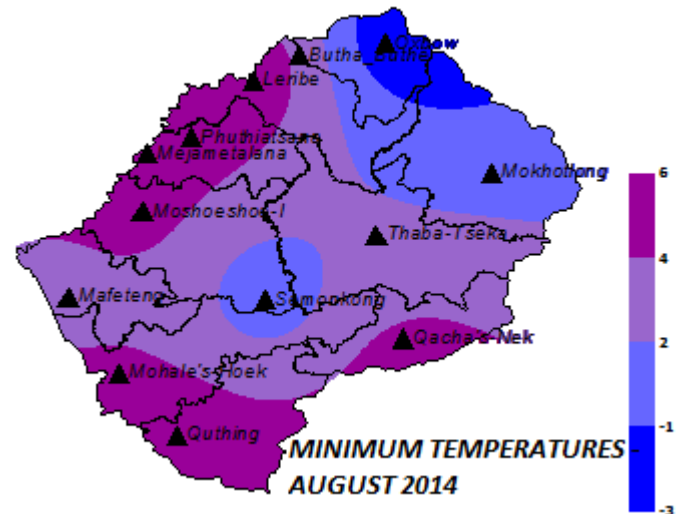 Oxbow
Butha_Buthe
Leribe
Phuthiatsana
Mejametalana
Mokhotlong
Moshoeshoe-I
Thaba-Tseka
Mafeteng
Semonkong
Qacha's-Nek
Mohale's-Hoek
Quthing
MINIMUM TEMPERATURES -
AUGUST 2014
6
4
2
-1
-3